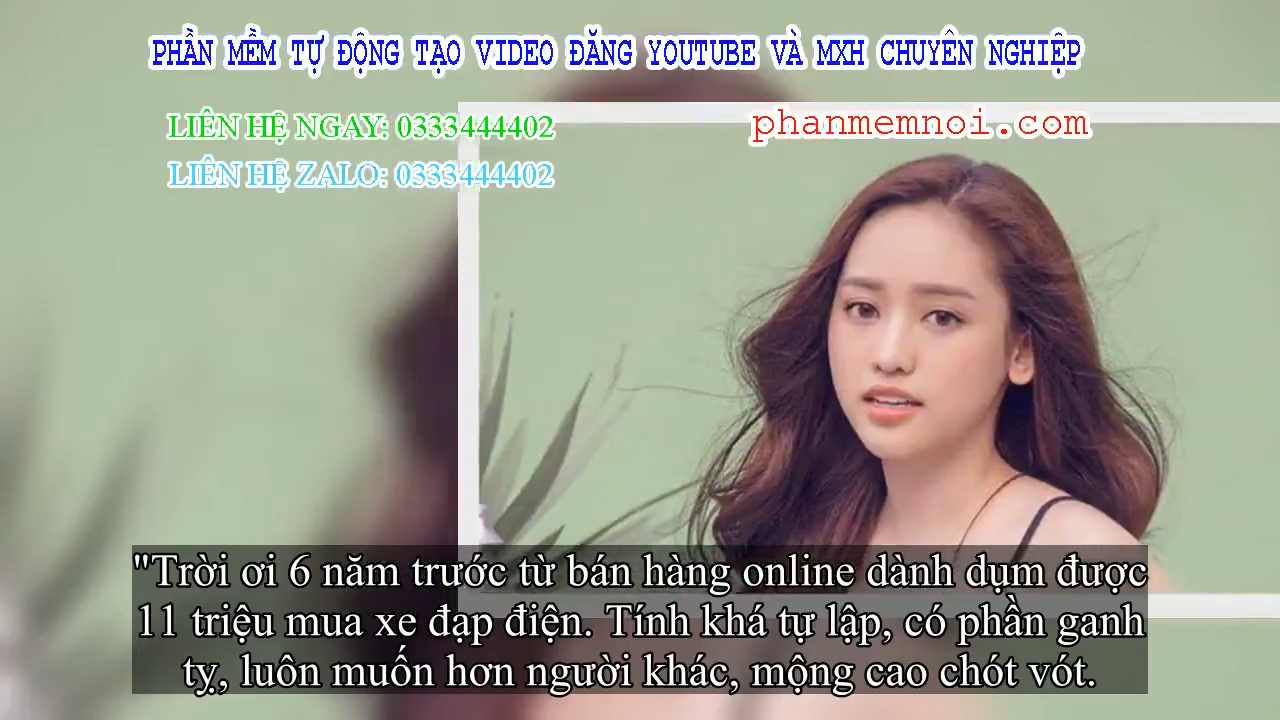 PHẦN MỀM TỰ ĐỘNG TẠO VIDEO ĐĂNG YOUTUBE VÀ MXH CHUYÊN NGHIỆP
LIÊN HỆ NGAY: 0333444402
phanmemnoi.com
LIÊN HỆ ZALO: 0333444402
"Trời ơi 6 năm trước từ bán hàng online dành dụm được
11 triệu mua xe đạp điện. Tính khá tự lập, có phần ganh
tỵ, luôn muốn hơn người khác, mộng cao chót vót.